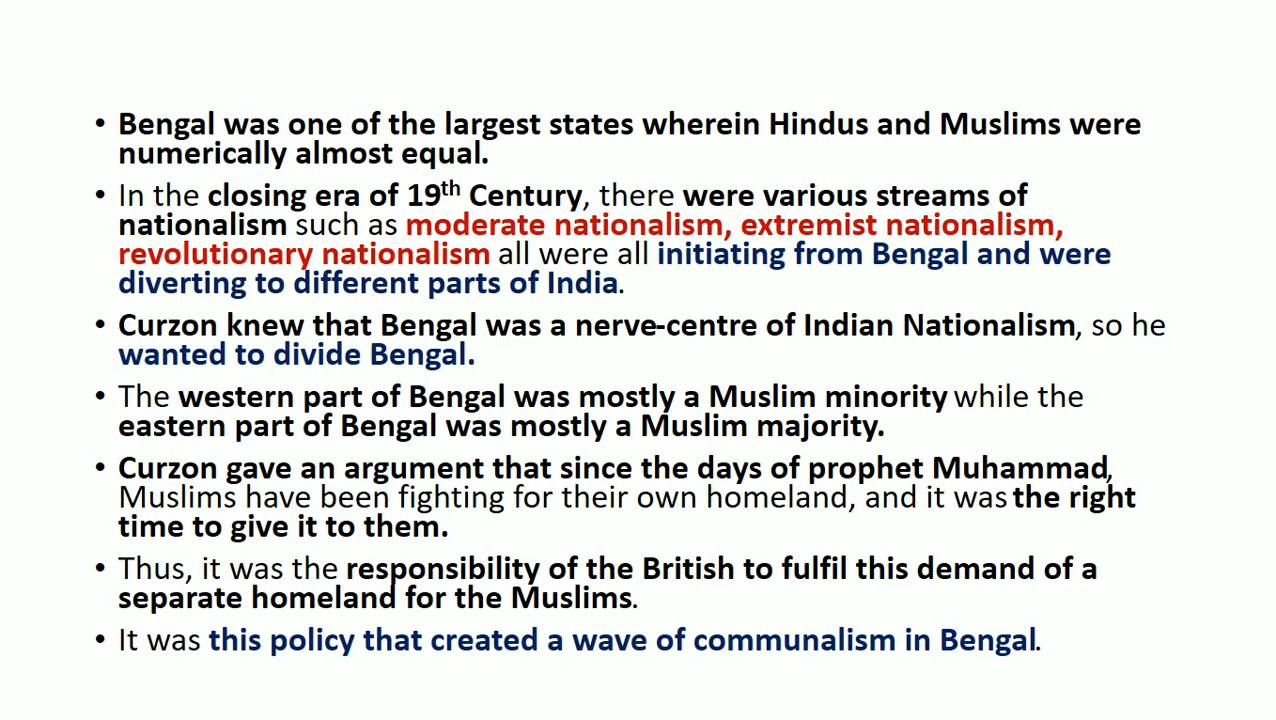 • Bengal was one of the largest states wherein Hindus and Muslims were
numerically almost equal.
• In the closing era of 19th Century, there were various streams of
nationalism such as moderate nationalism, extremist nationalism,
revolutionary nationalism all were all initiating from Bengal and were
diverting to different parts of India.
• Curzon knew that Bengal was a nerve-centre of Indian Nationalism, so he
wanted to divide Bengal.
• The western part of Bengal was mostly a Muslim minority while the
eastern part of Bengal was mostly a Muslim majority.
• Curzon gave an argument that since the days of prophet Muhammad,
Muslims have been fighting for their own homeland, and it was the right
time to give it to them.
• Thus, it was the responsibility of the British to fulfil this demand of a
separate homeland for the Muslims.
• It was this policy that created a wave of communalism in Bengal.